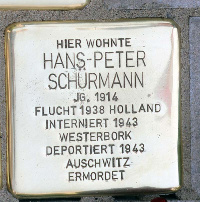 HIER WOHNTE
HANS-PETER
SCHÜRMANN
JG. 1914
FLUCHT 1938 HOLLAND
INTERNIERT 1943
WESTERBORK
DEPORTIERT 1943
AUSCHWITZ
ERMORDET